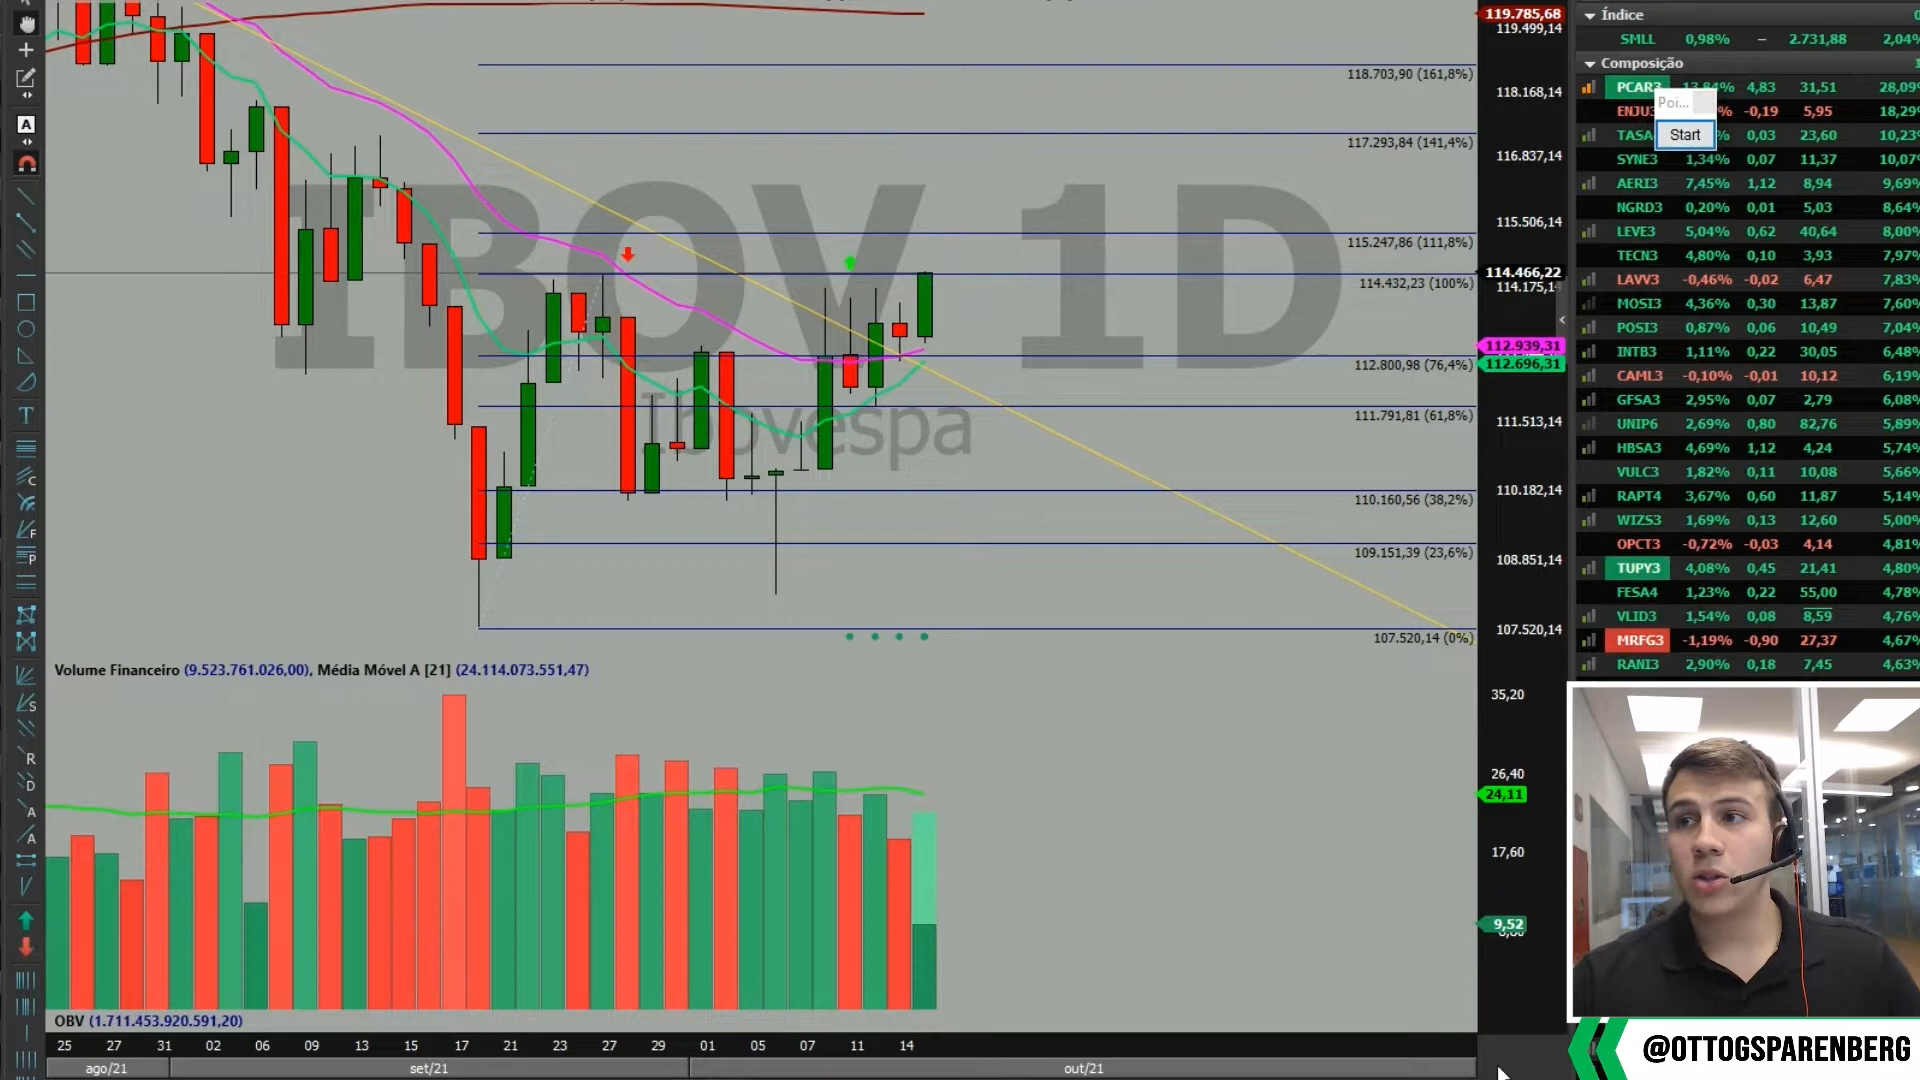 IBOV 1D
Ibovespa
119.785,68
119.499,14
118.703,90 (161,8%)
118.168,14
117.293,84 (141,4%)
116.837,14
115.506,14
115.247,86 (111,8%)
114.466,22
114.432,23 (100%)
114.175,1
112.939,31
112.696,31
112.800,98 (76,4%)
111.791,81 (61,8%)
111.513,14
110.182,14
110.160,56 (38,2%)
109.151,39 (23,6%)
108.851,14
107.520,14
107.520,14 (0%)
Volume Financeiro (9.523.761.026,00), Média Móvel A [21] (24.114.073.551,47)
35,20
26,40
24,11
17,60
9,52
OBV (1.711.453.920.591,20)
25 27 31 02 06 09 13 15 17 21 23 27 29 01 05 07 11 14
ago/21 set/21 out/21
Índice
SMLL 0,98% – 2.731,88 2,04%
Composição
PCAR3 13,84% 4,83 31,51 28,09%
ENJU3 % -0,19 5,95 18,29%
TASA % 0,03 23,60 10,23%
SYNE3 1,34% 0,07 11,37 10,07%
AERI3 7,45% 1,12 8,94 9,69%
NGRD3 0,20% 0,01 5,03 8,64%
LEVE3 5,04% 0,62 40,64 8,00%
TECN3 4,80% 0,10 3,93 7,97%
LAVV3 -0,46% -0,02 6,47 7,83%
MOSI3 4,36% 0,30 13,87 7,60%
POSI3 0,87% 0,06 10,49 7,04%
INTB3 1,11% 0,22 30,05 6,48%
CAML3 -0,10% -0,01 10,12 6,19%
GFSA3 2,95% 0,07 2,79 6,08%
UNIP6 2,69% 0,80 82,76 5,89%
HBSA3 4,69% 1,12 4,24 5,74%
VULC3 1,82% 0,11 10,08 5,66%
RAPT4 3,67% 0,60 11,87 5,14%
WIZS3 1,69% 0,13 12,60 5,00%
OPCT3 -0,72% -0,03 4,14 4,81%
TUPY3 4,08% 0,45 21,41 4,80%
FESA4 1,23% 0,22 55,00 4,78%
VLID3 1,54% 0,08 8,59 4,76%
MRFG3 -1,19% -0,90 27,37 4,67%
RANI3 2,90% 0,18 7,45 4,63%
Poi...
Start
@OTTOGSPARENBERG